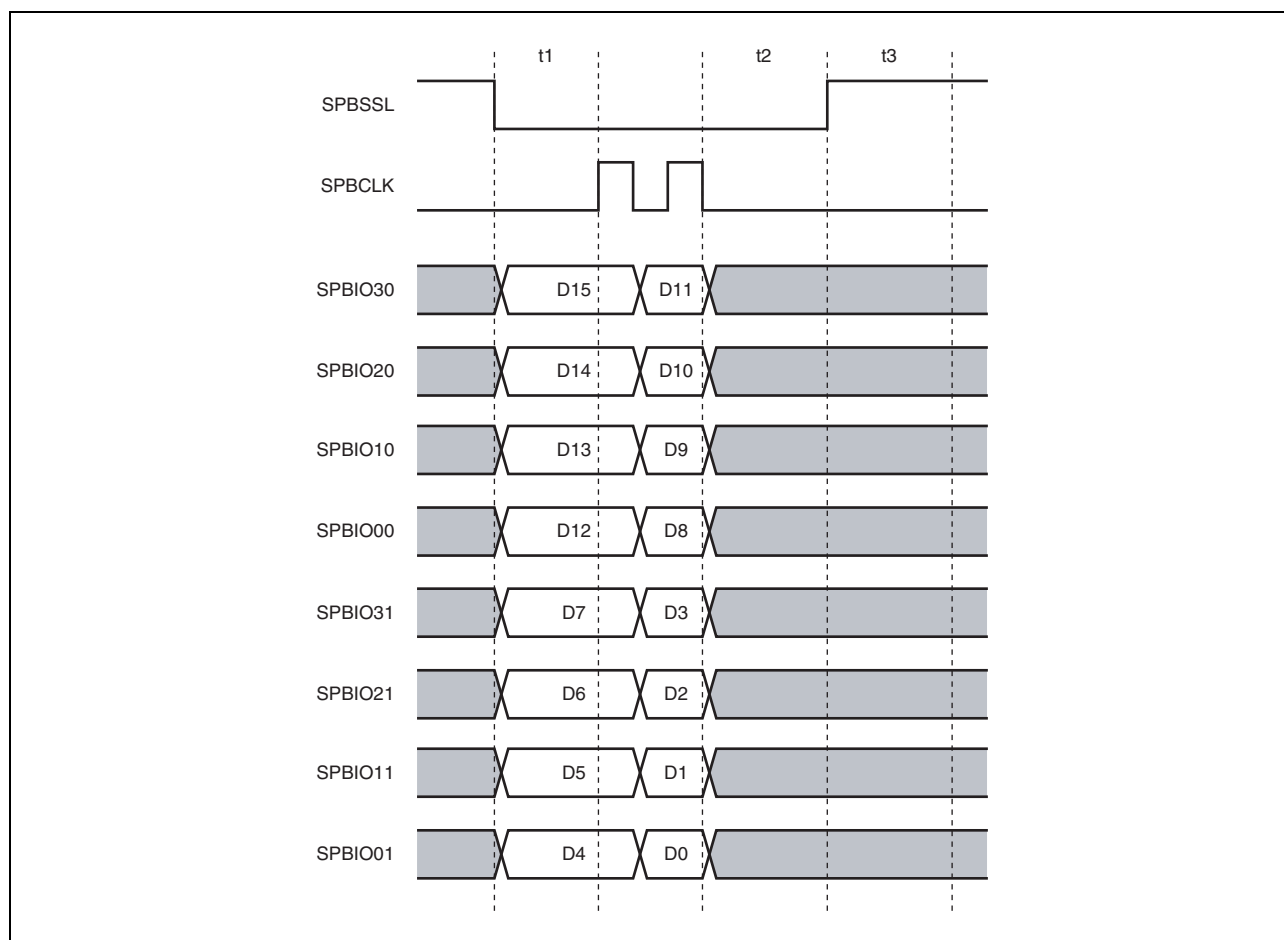 t1 t2 t3
SPBSSL
SPBCLK
SPBIO30 D15 D11
SPBIO20 D14 D10
SPBIO10 D13 D9
SPBIO00 D12 D8
SPBIO31 D7 D3
SPBIO21 D6 D2
SPBIO11 D5 D1
SPBIO01 D4 D0